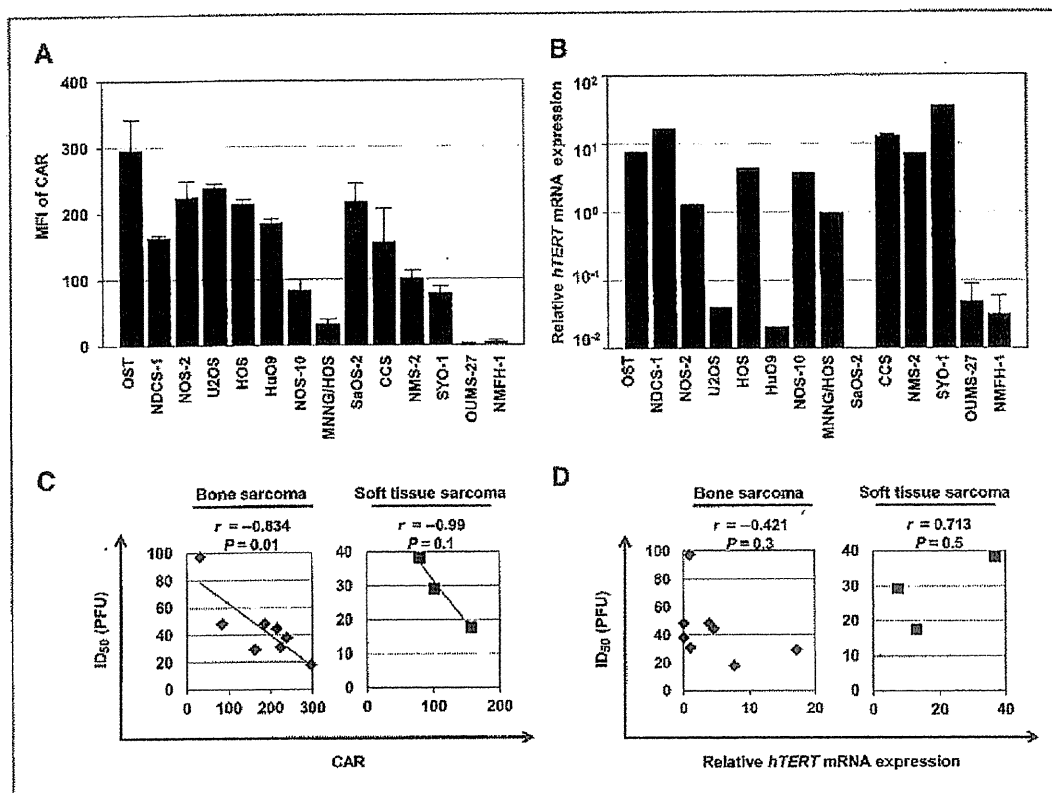 A
400
300
200
100
0
MFI of CAR
OST
NDCS-1
NOS-2
U2OS
HOS
HuO9
NOS-10
MNNG/HOS
SaOS-2
CCS
NMS-2
SYO-1
OUMS-27
NMFH-1
B
10²
10¹
10⁰
10⁻¹
10⁻²
Relative hTERT mRNA expression
OST
NDCS-1
NOS-2
U2OS
HOS
HuO9
NOS-10
MNNG/HOS
SaOS-2
CCS
NMS-2
SYO-1
OUMS-27
NMFH-1
C
Bone sarcoma
r = −0.834
P = 0.01
100
80
60
40
20
0
0 100 200 300
ID₅₀ (PFU)
Soft tissue sarcoma
r = −0.99
P = 0.1
40
30
20
10
0
0 100 200
CAR
D
Bone sarcoma
r = −0.421
P = 0.3
100
80
60
40
20
0
0 10 20
ID₅₀ (PFU)
Soft tissue sarcoma
r = 0.713
P = 0.5
40
30
20
10
0
0 20 40
Relative hTERT mRNA expression